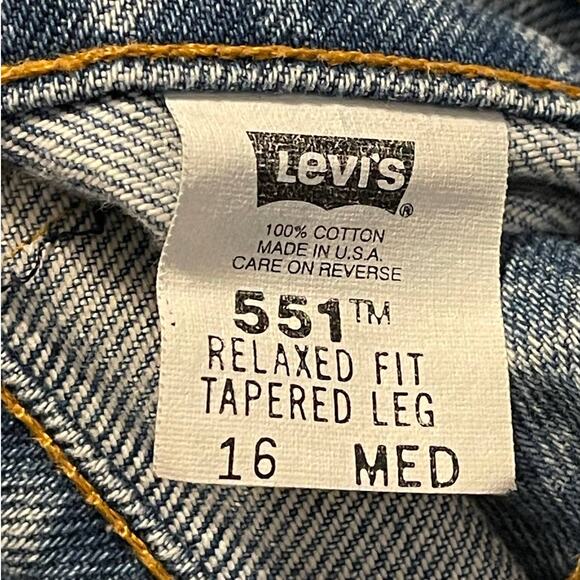 Levi's ®
100% COTTON
MADE IN U.S.A.
CARE ON REVERSE
551™
RELAXED FIT
TAPERED LEG
16 MED